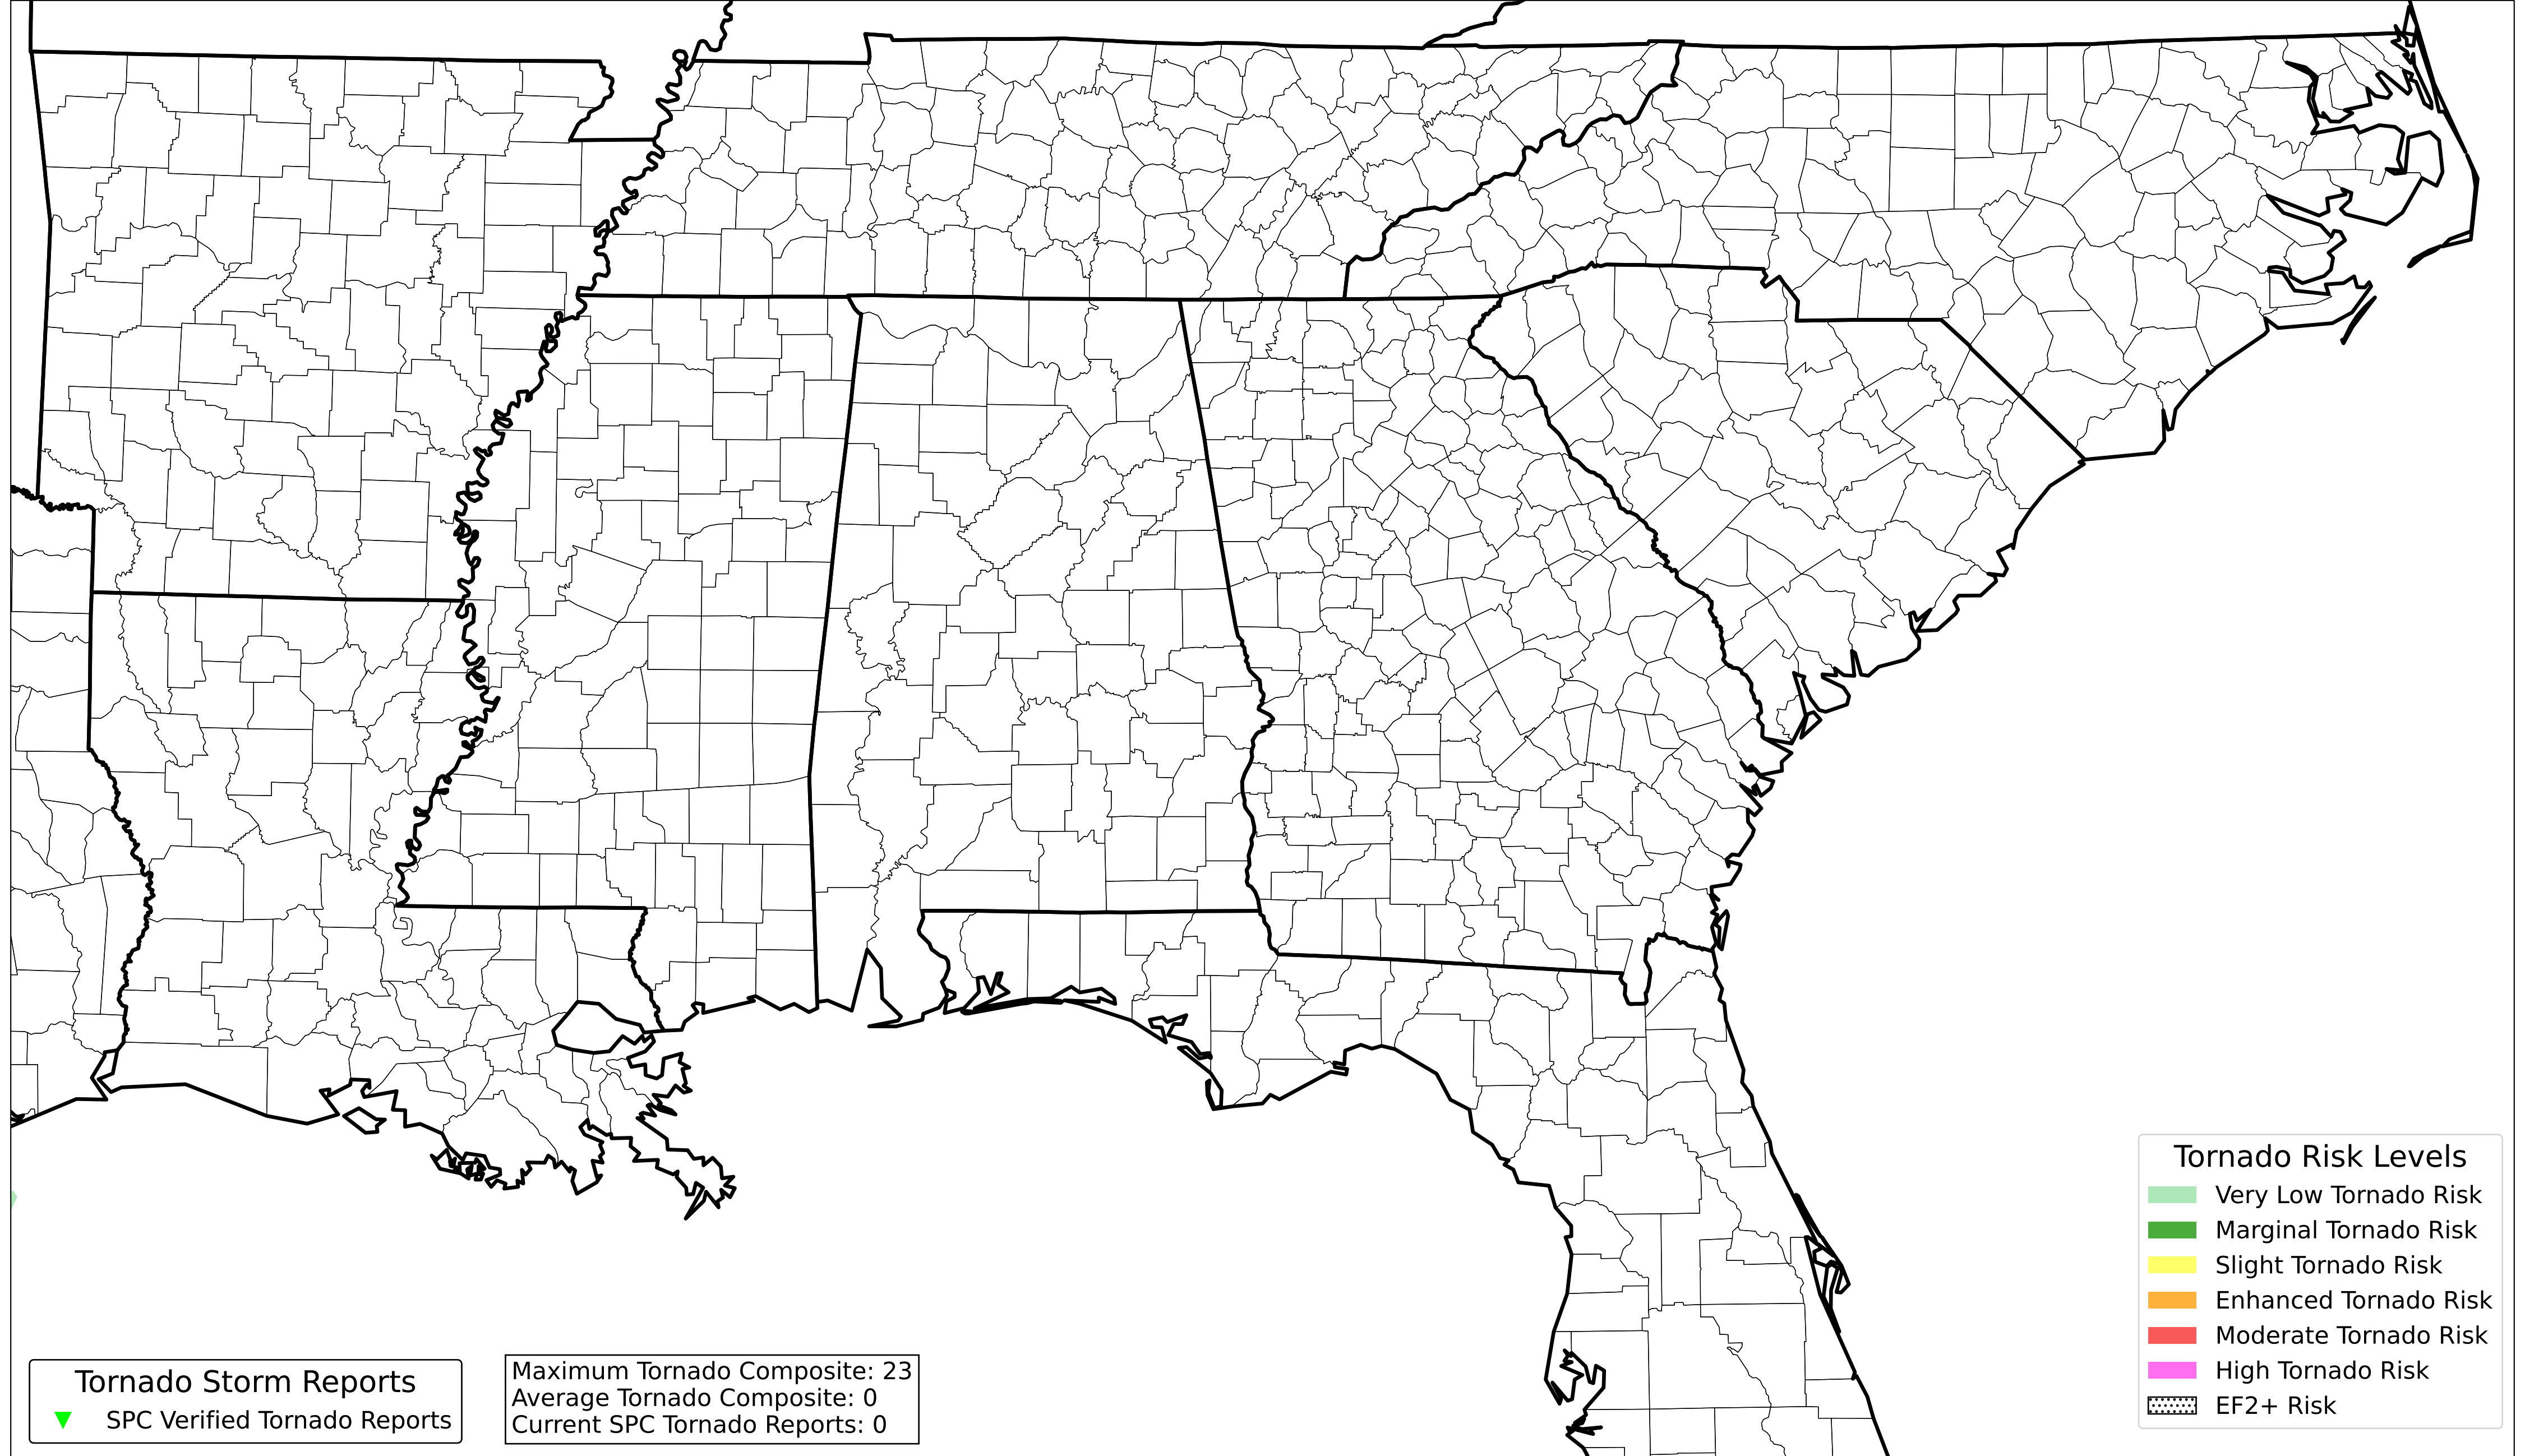 Tornado Storm Reports
SPC Verified Tornado Reports
Maximum Tornado Composite: 23
Average Tornado Composite: 0
Current SPC Tornado Reports: 0
Tornado Risk Levels
Very Low Tornado Risk
Marginal Tornado Risk
Slight Tornado Risk
Enhanced Tornado Risk
Moderate Tornado Risk
High Tornado Risk
EF2+ Risk